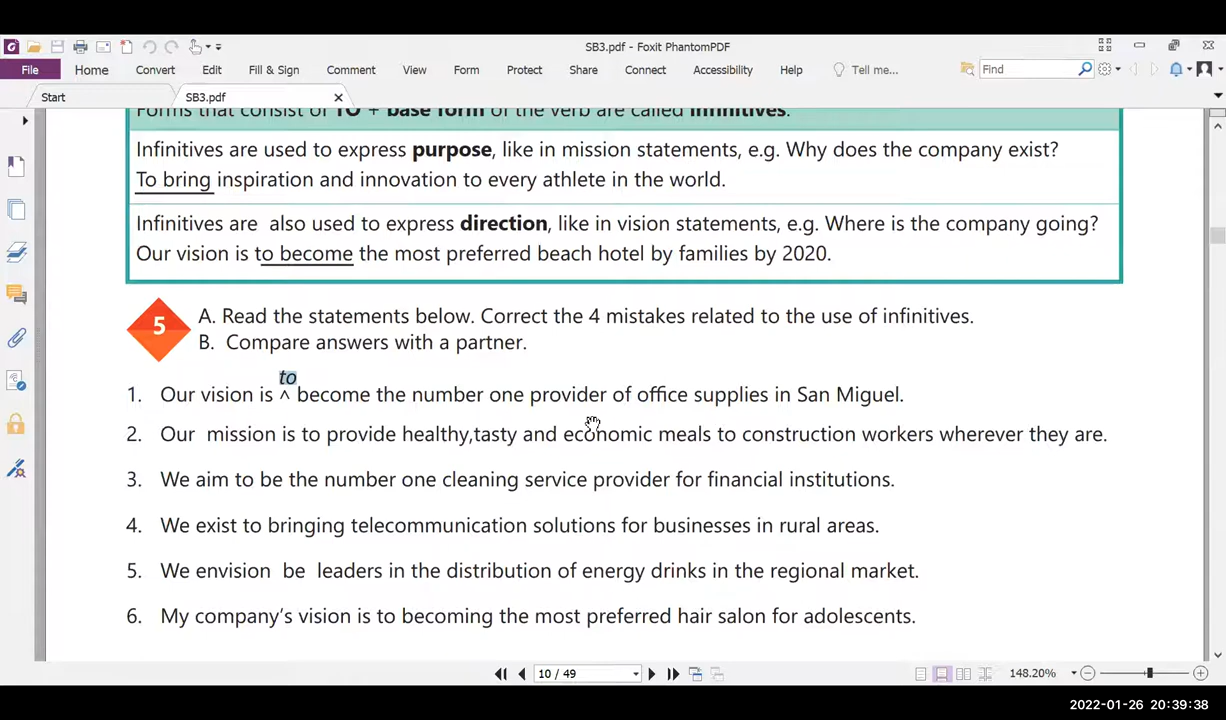 SB3.pdf - Foxit PhantomPDF
File Home Convert Edit Fill & Sign Comment View Form Protect Share Connect Accessibility Help Tell me... Find
Start SB3.pdf
Forms that consist of TO + base form of the verb are called infinitives.
Infinitives are used to express purpose, like in mission statements, e.g. Why does the company exist?
To bring inspiration and innovation to every athlete in the world.
Infinitives are also used to express direction, like in vision statements, e.g. Where is the company going?
Our vision is to become the most preferred beach hotel by families by 2020.
5
A. Read the statements below. Correct the 4 mistakes related to the use of infinitives.
B. Compare answers with a partner.
to
1. Our vision is ^ become the number one provider of office supplies in San Miguel.
2. Our mission is to provide healthy,tasty and economic meals to construction workers wherever they are.
3. We aim to be the number one cleaning service provider for financial institutions.
4. We exist to bringing telecommunication solutions for businesses in rural areas.
5. We envision be leaders in the distribution of energy drinks in the regional market.
6. My company's vision is to becoming the most preferred hair salon for adolescents.
10 / 49 148.20%
2022-01-26 20:39:38